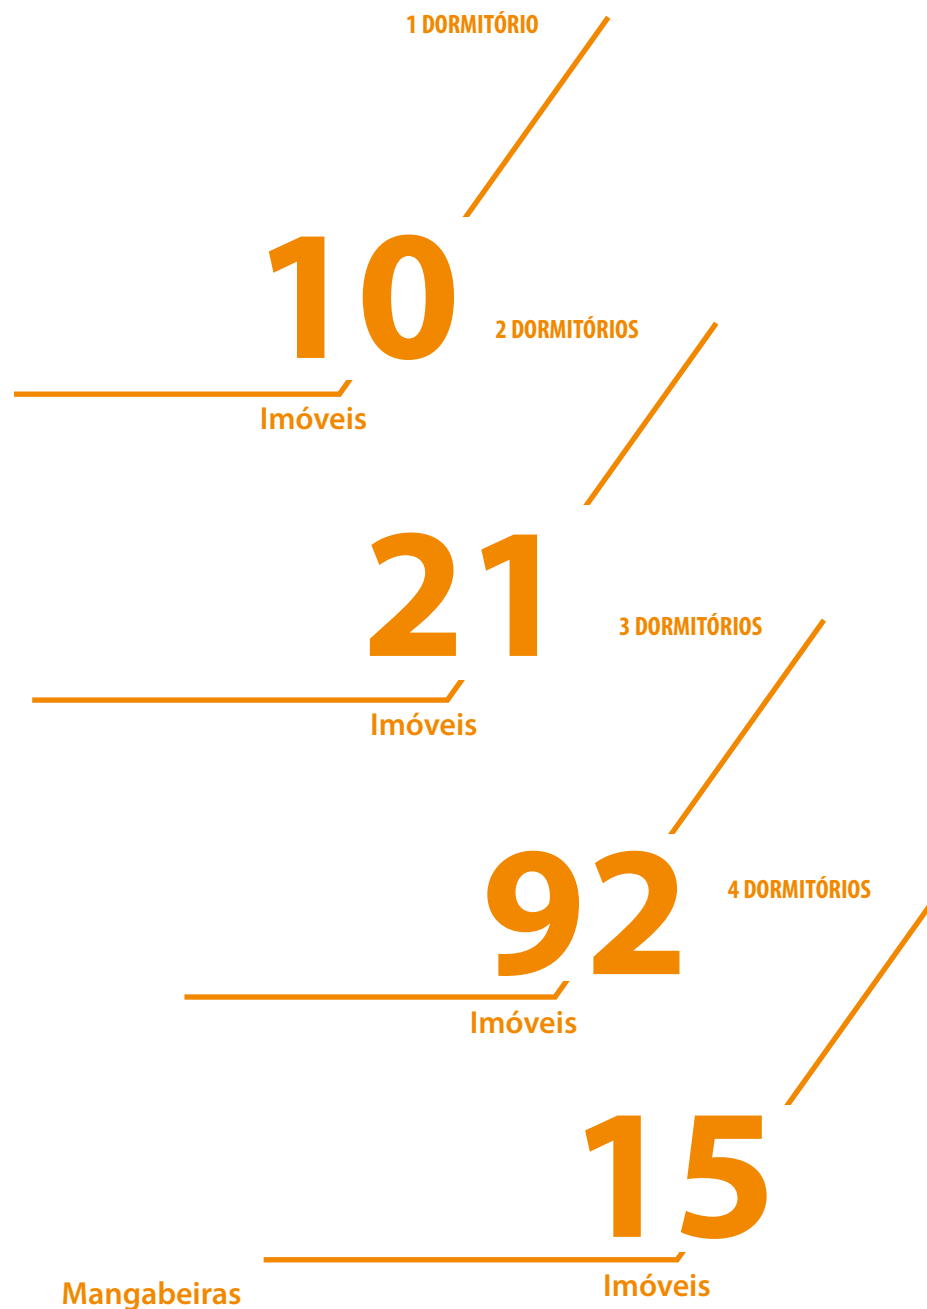 1 DORMITÓRIO
10
2 DORMITÓRIOS
Imóveis
21
3 DORMITÓRIOS
Imóveis
92
4 DORMITÓRIOS
Imóveis
15
Imóveis
Mangabeiras